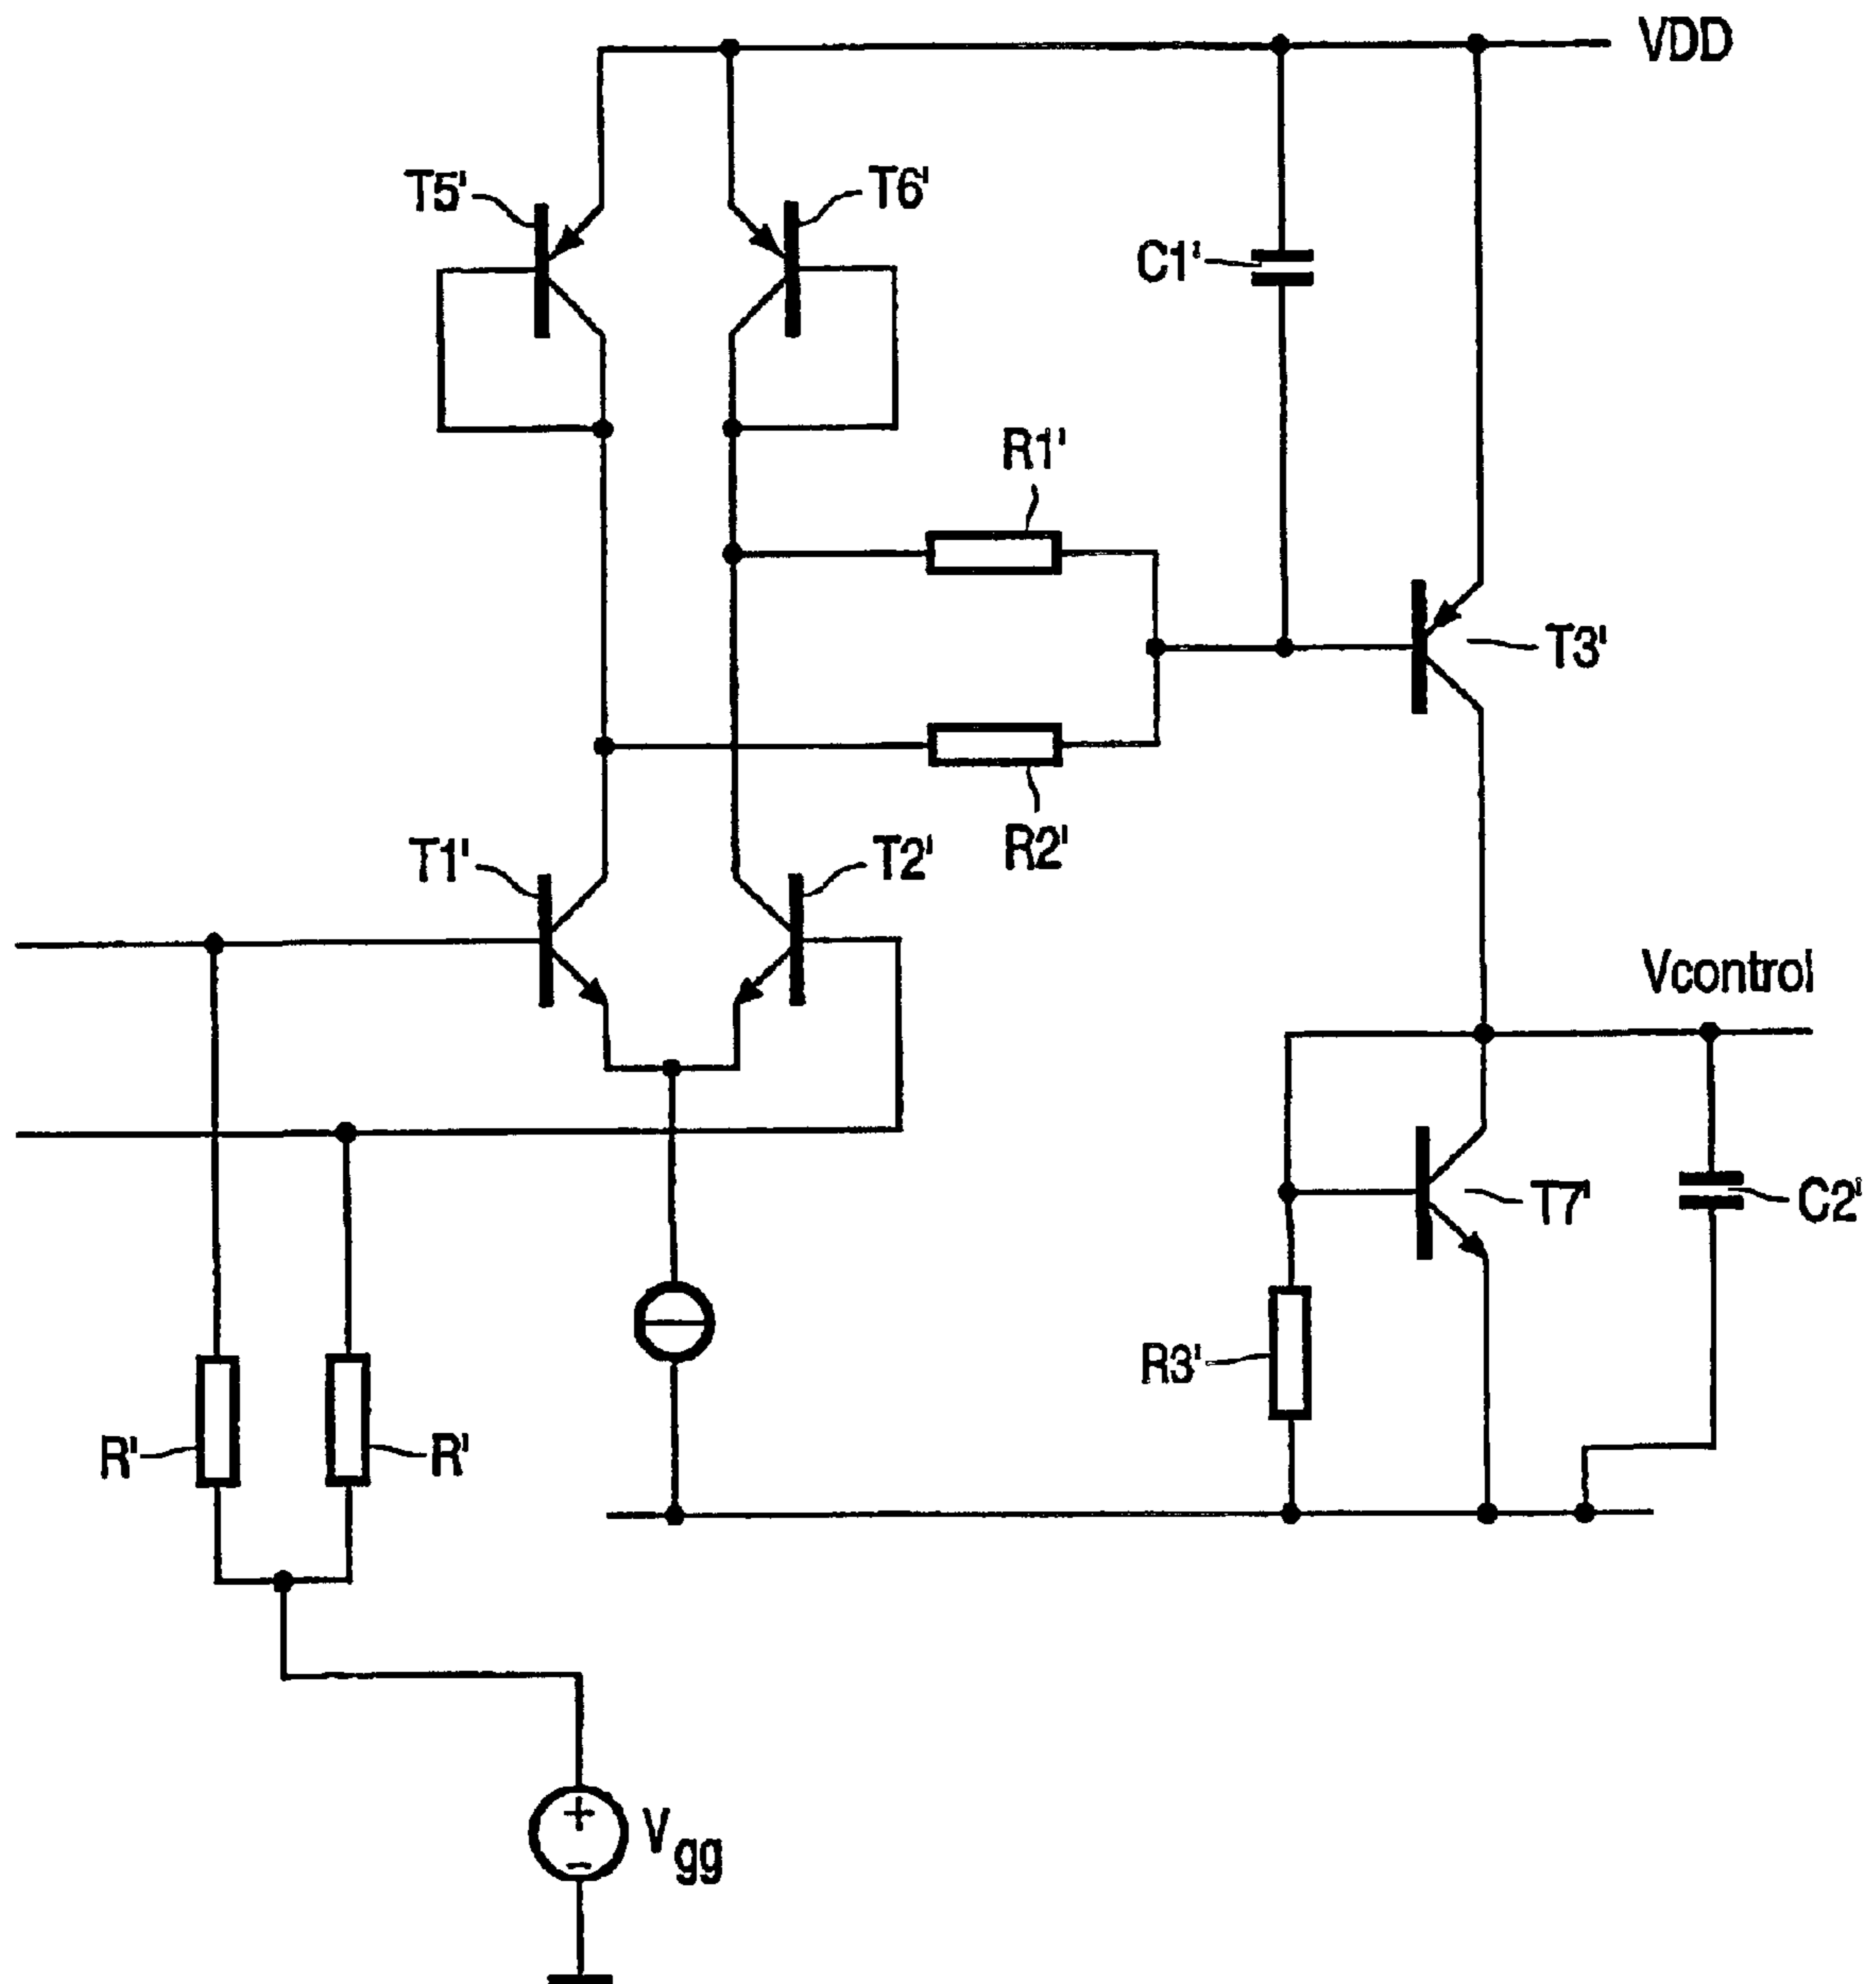 VDD
T5'
T6'
C1'
R1'
T3'
R2'
T1'
T2'
Vcontrol
T7'
C2'
R3'
R'
R'
+
Vgg
−